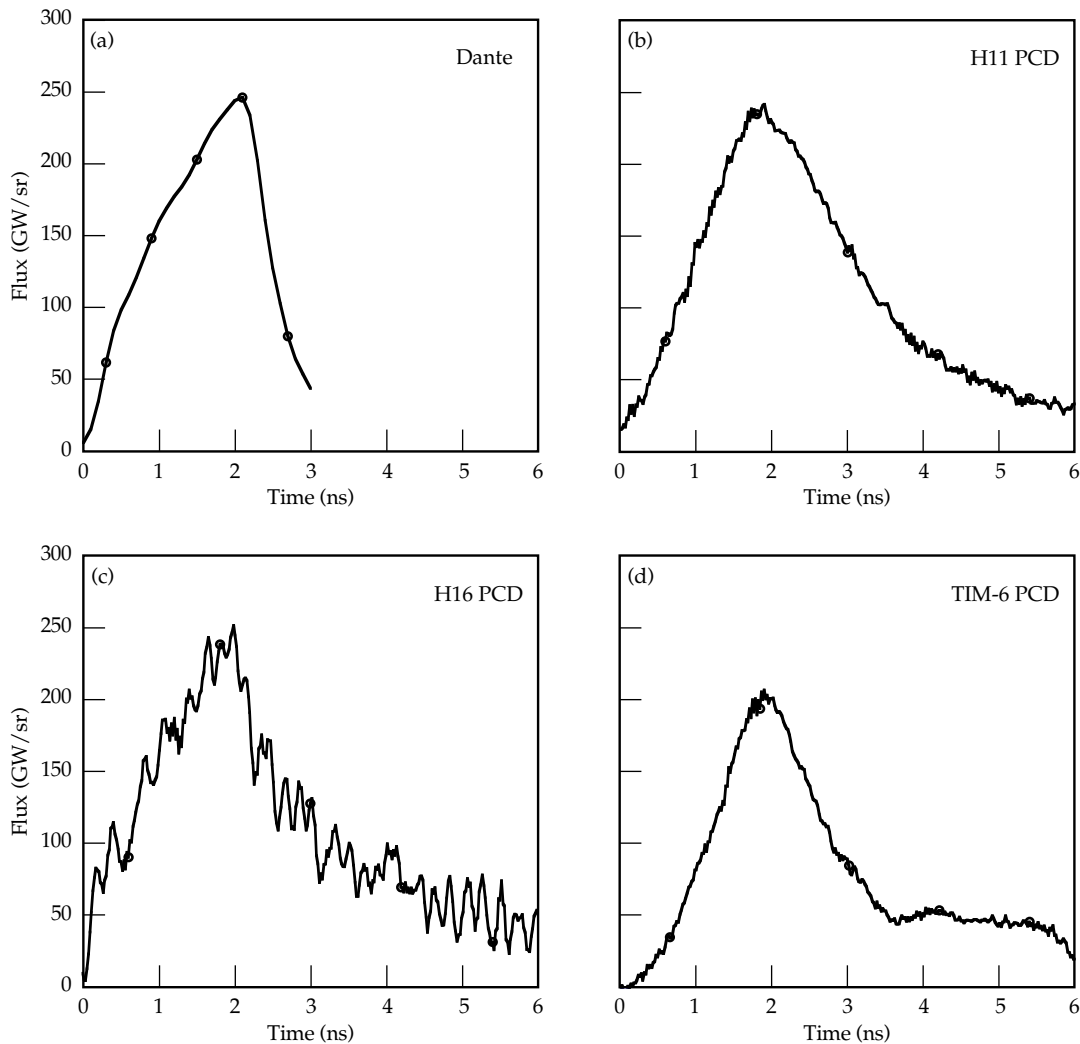 (a)
Dante
Flux (GW/sr)
300
250
200
150
100
50
0
0 1 2 3 4 5 6
Time (ns)
(b)
H11 PCD
0 1 2 3 4 5 6
Time (ns)
(c)
H16 PCD
Flux (GW/sr)
300
250
200
150
100
50
0
0 1 2 3 4 5 6
Time (ns)
(d)
TIM-6 PCD
0 1 2 3 4 5 6
Time (ns)